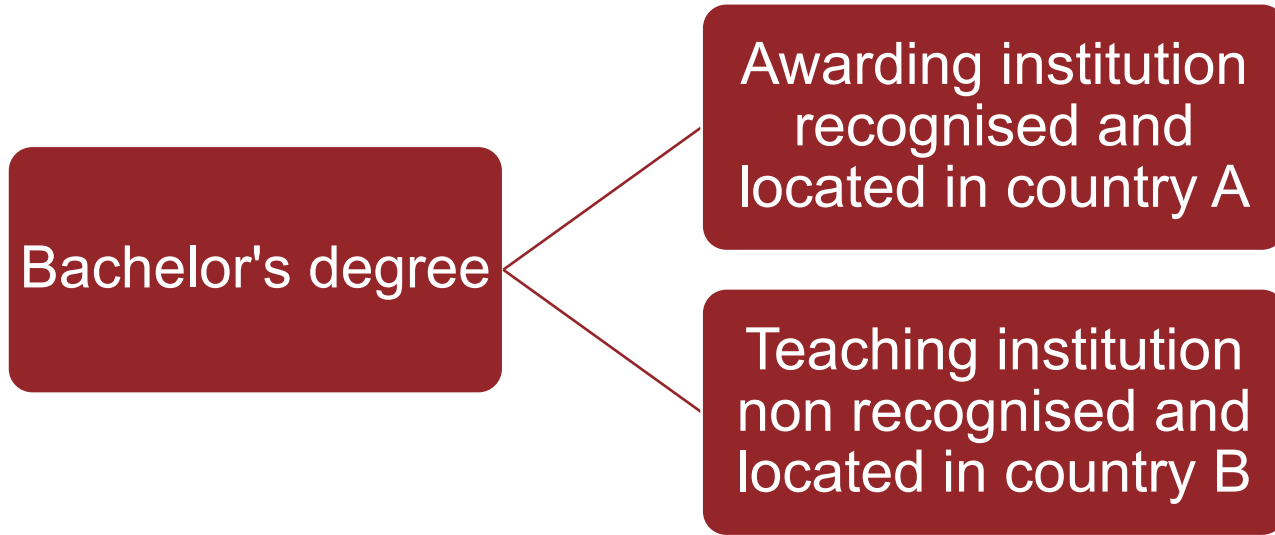 Bachelor's degree
Awarding institution
recognised and
located in country A
Teaching institution
non recognised and
located in country B